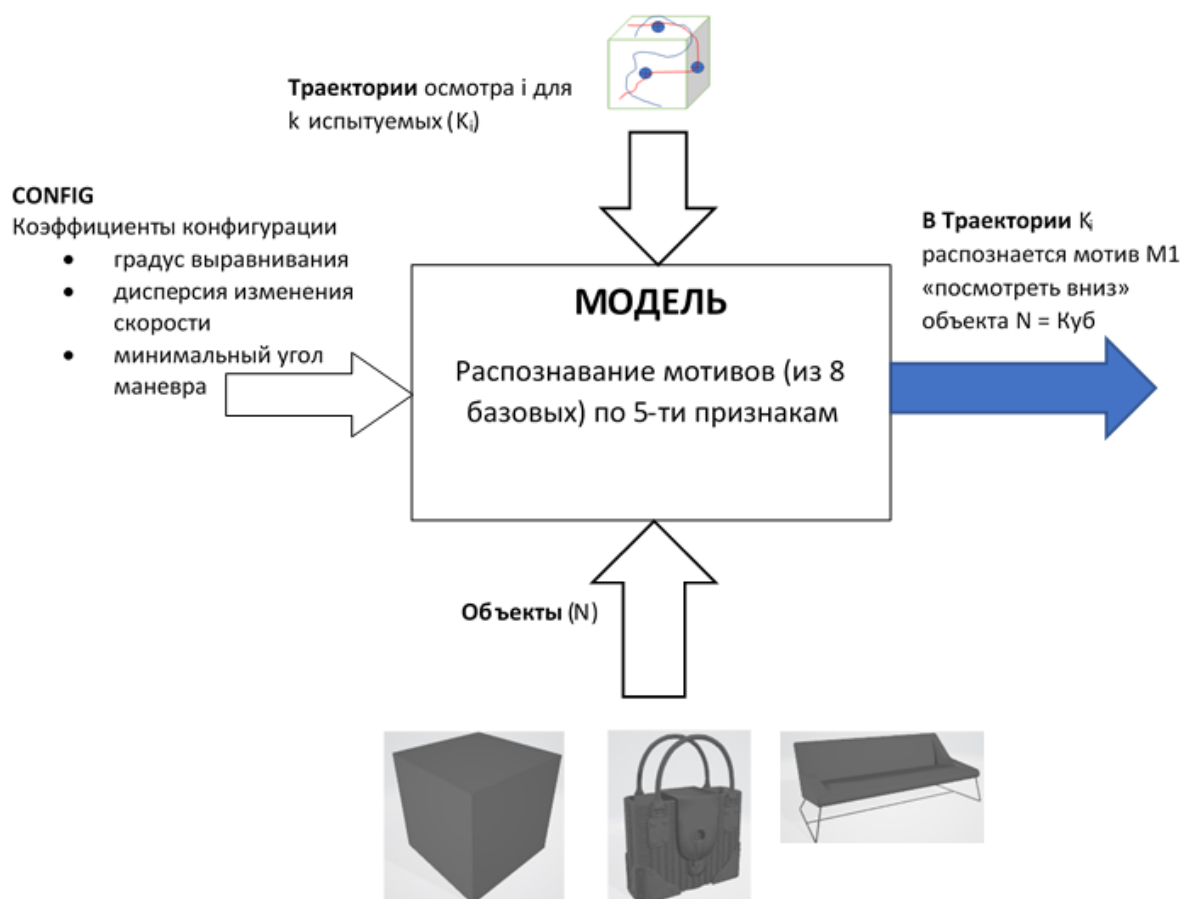 Траектории осмотра i для
k испытуемых (Kᵢ)
CONFIG
Коэффициенты конфигурации
• градус выравнивания
• дисперсия изменения
скорости
• минимальный угол
маневра
МОДЕЛЬ
Распознавание мотивов (из 8
базовых) по 5-ти признакам
В Траектории Kᵢ
распознается мотив М1
«посмотреть вниз»
объекта N = Куб
Объекты (N)